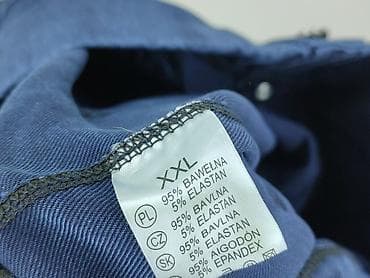 XXL
PL 95% BAWEŁNA
5% ELASTAN
CZ 95% BAVLNA
5% ELASTAN
SK 95% BAVLNA
5% ELASTAN
95% ALGODÓN
5% EPANDEX